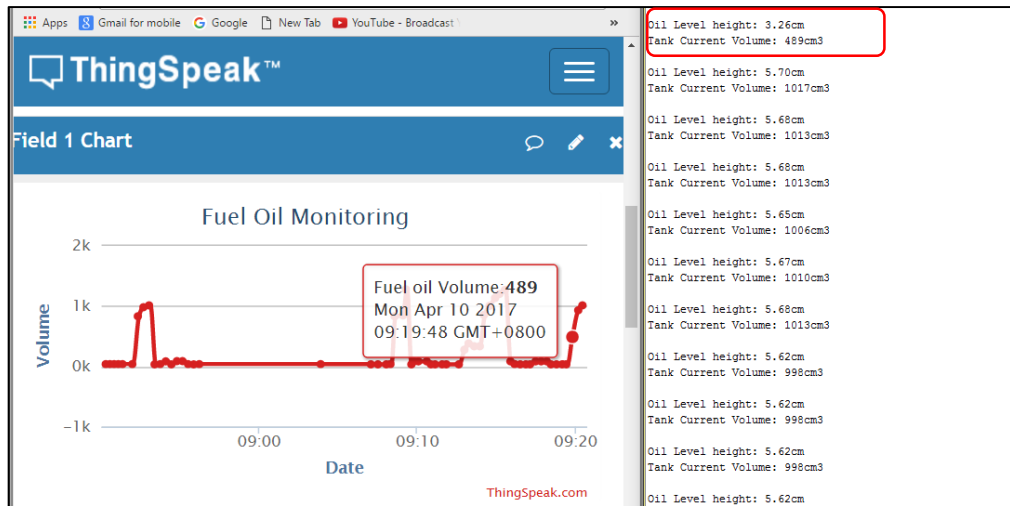 Apps Gmail for mobile Google New Tab YouTube - Broadcast »
ThingSpeak™
Field 1 Chart
Fuel Oil Monitoring
2k
1k
0k
-1k
Volume
Fuel oil Volume:489
Mon Apr 10 2017
09:19:48 GMT+0800
09:00 09:10 09:20
Date
ThingSpeak.com
Oil Level height: 3.26cm
Tank Current Volume: 489cm3
Oil Level height: 5.70cm
Tank Current Volume: 1017cm3
Oil Level height: 5.68cm
Tank Current Volume: 1013cm3
Oil Level height: 5.68cm
Tank Current Volume: 1013cm3
Oil Level height: 5.65cm
Tank Current Volume: 1006cm3
Oil Level height: 5.67cm
Tank Current Volume: 1010cm3
Oil Level height: 5.68cm
Tank Current Volume: 1013cm3
Oil Level height: 5.62cm
Tank Current Volume: 998cm3
Oil Level height: 5.62cm
Tank Current Volume: 998cm3
Oil Level height: 5.62cm
Tank Current Volume: 998cm3
Oil Level height: 5.62cm